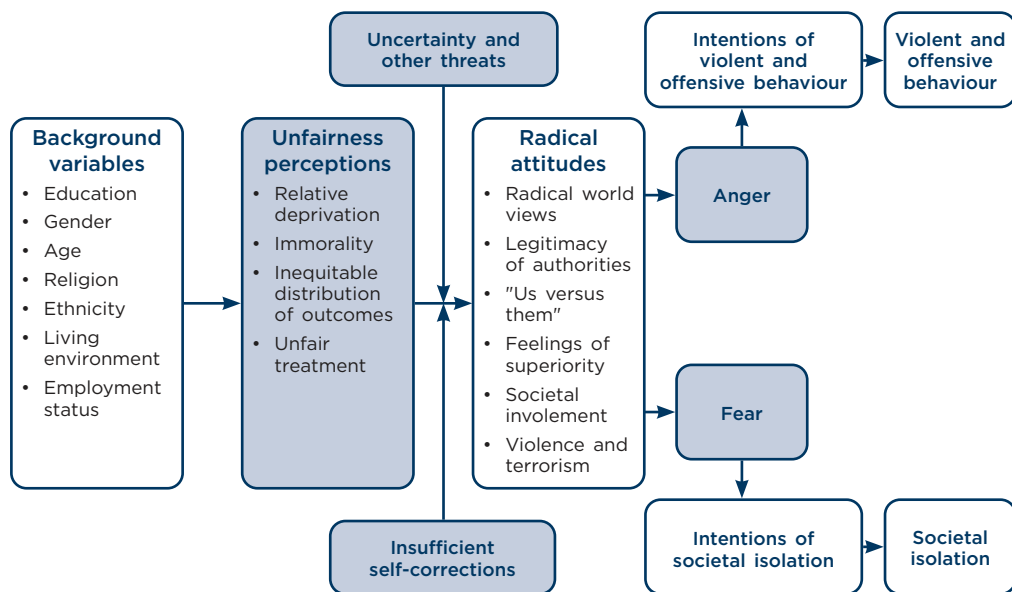 Uncertainty and
other threats
Intentions of
violent and
offensive behaviour
Violent and
offensive
behaviour
Background
variables
• Education
• Gender
• Age
• Religion
• Ethnicity
• Living
environment
• Employment
status
Unfairness
perceptions
• Relative
deprivation
• Immorality
• Inequitable
distribution
of outcomes
• Unfair
treatment
Radical
attitudes
• Radical world
views
• Legitimacy
of authorities
• "Us versus
them"
• Feelings of
superiority
• Societal
involement
• Violence and
terrorism
Anger
Fear
Insufficient
self-corrections
Intentions of
societal isolation
Societal
isolation